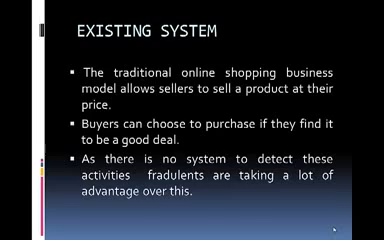 EXISTING SYSTEM
▪ The traditional online shopping business
model allows sellers to sell a product at their
price.
▪ Buyers can choose to purchase if they find it
to be a good deal.
▪ As there is no system to detect these
activities fradulents are taking a lot of
advantage over this.